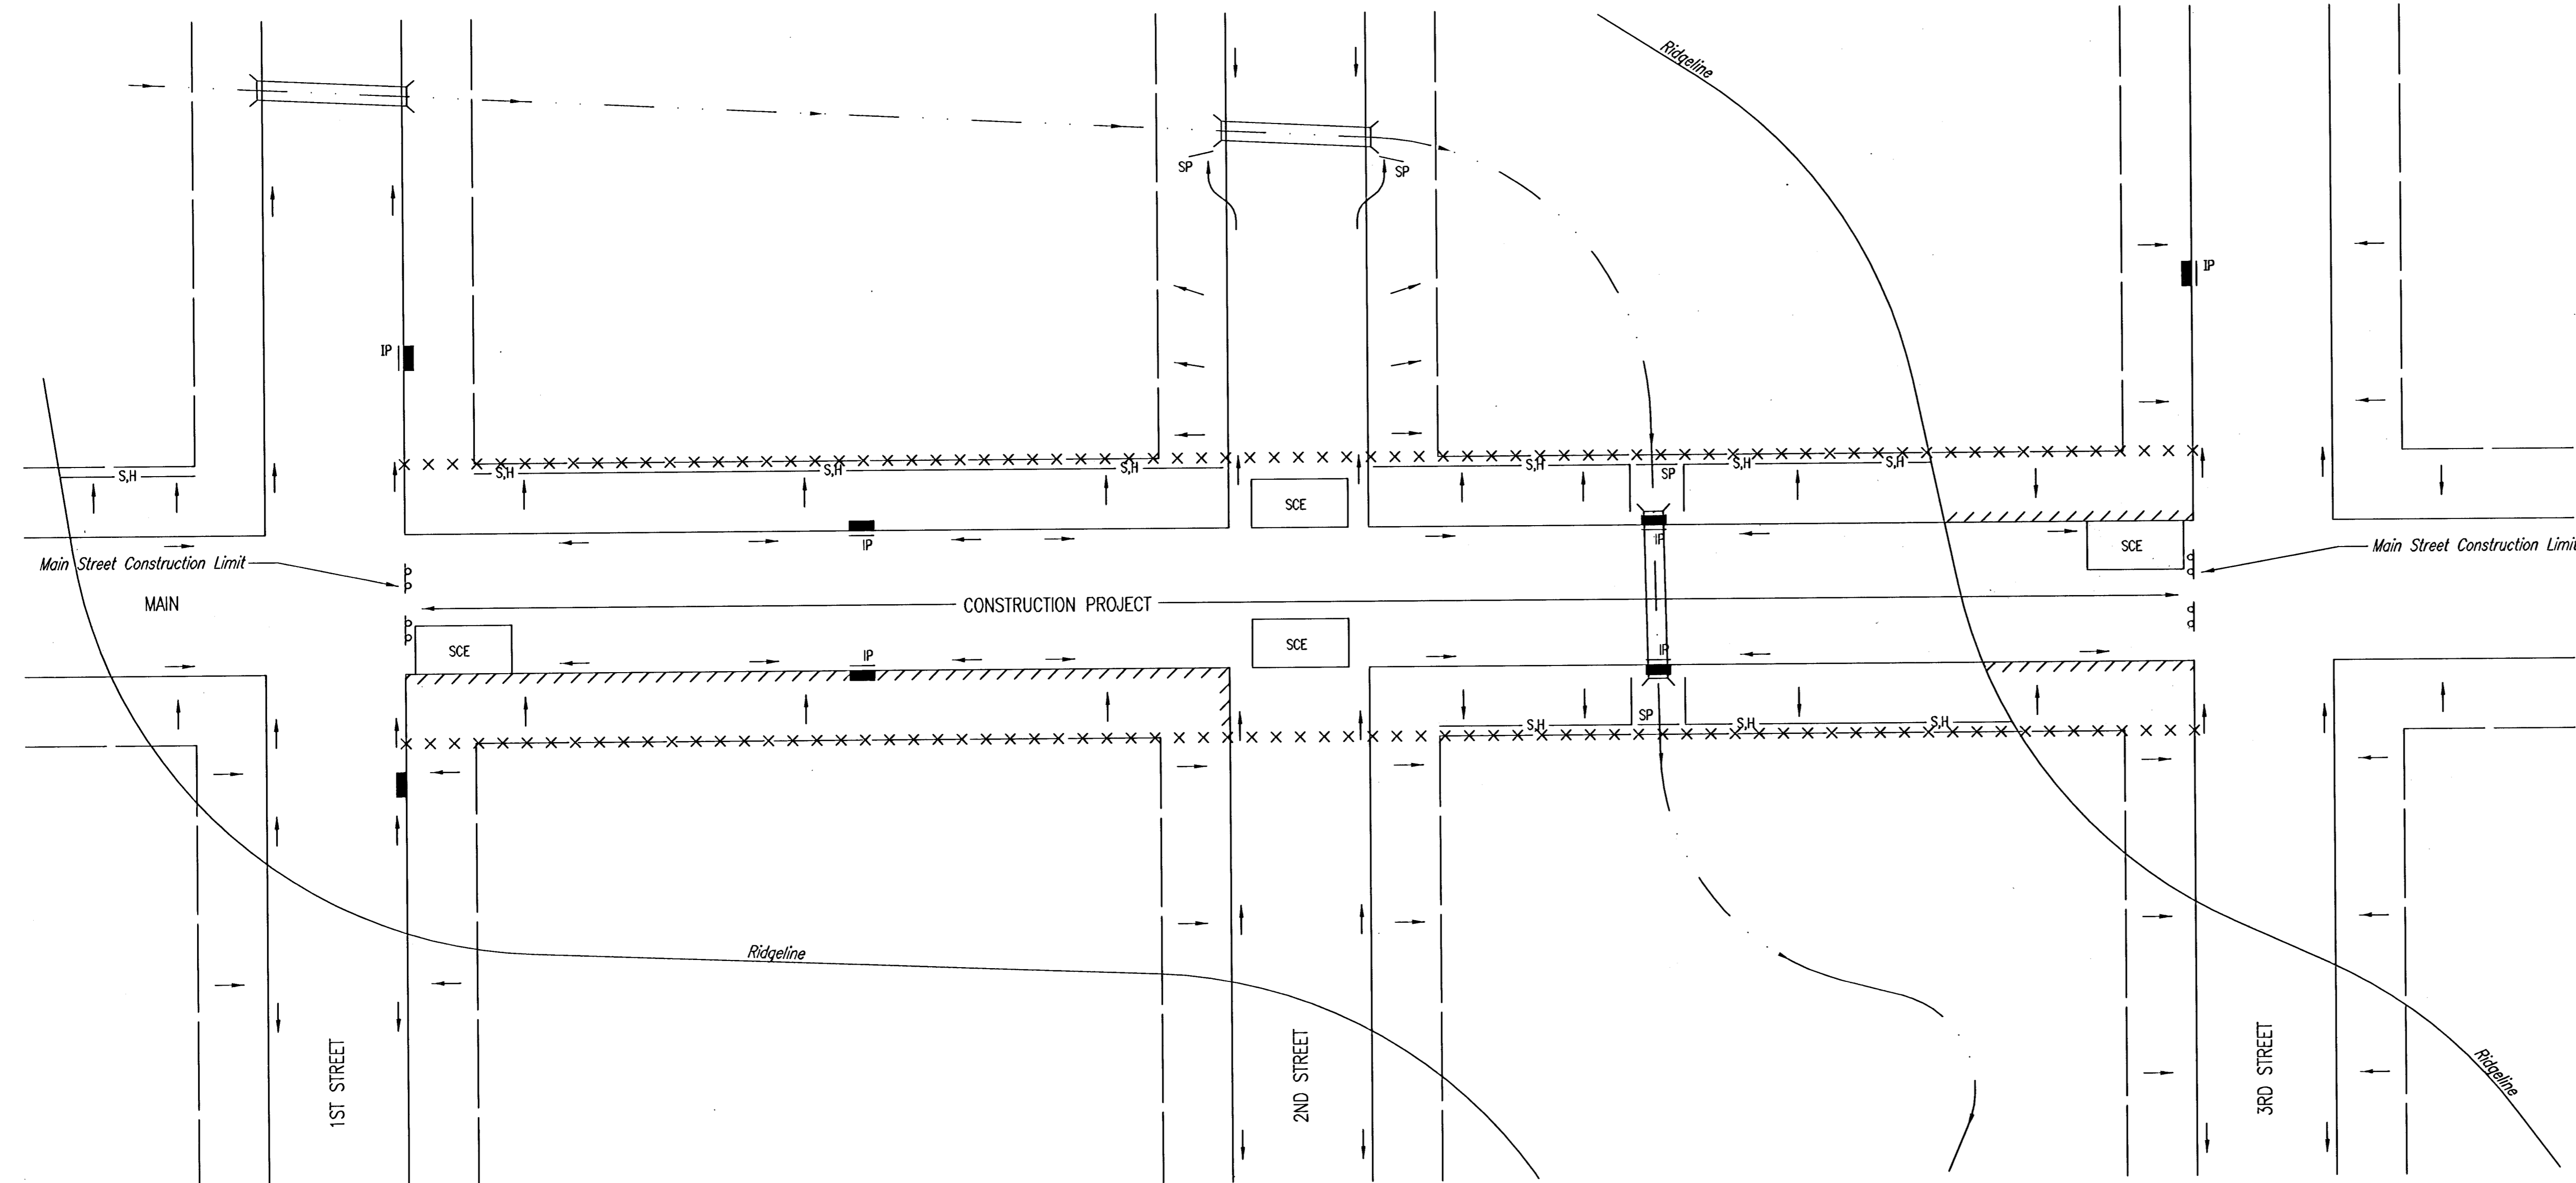 Ridgeline
SP
SP
IP
IP
S,H
S,H
S,H
S,H
S,H
SP
S,H
S,H
SCE
IP
IP
SCE
Main Street Construction Limit
Main Street Construction Limit
MAIN
CONSTRUCTION PROJECT
SCE
IP
SCE
IP
S,H
SP
S,H
S,H
Ridgeline
1ST STREET
2ND STREET
3RD STREET
Ridgeline